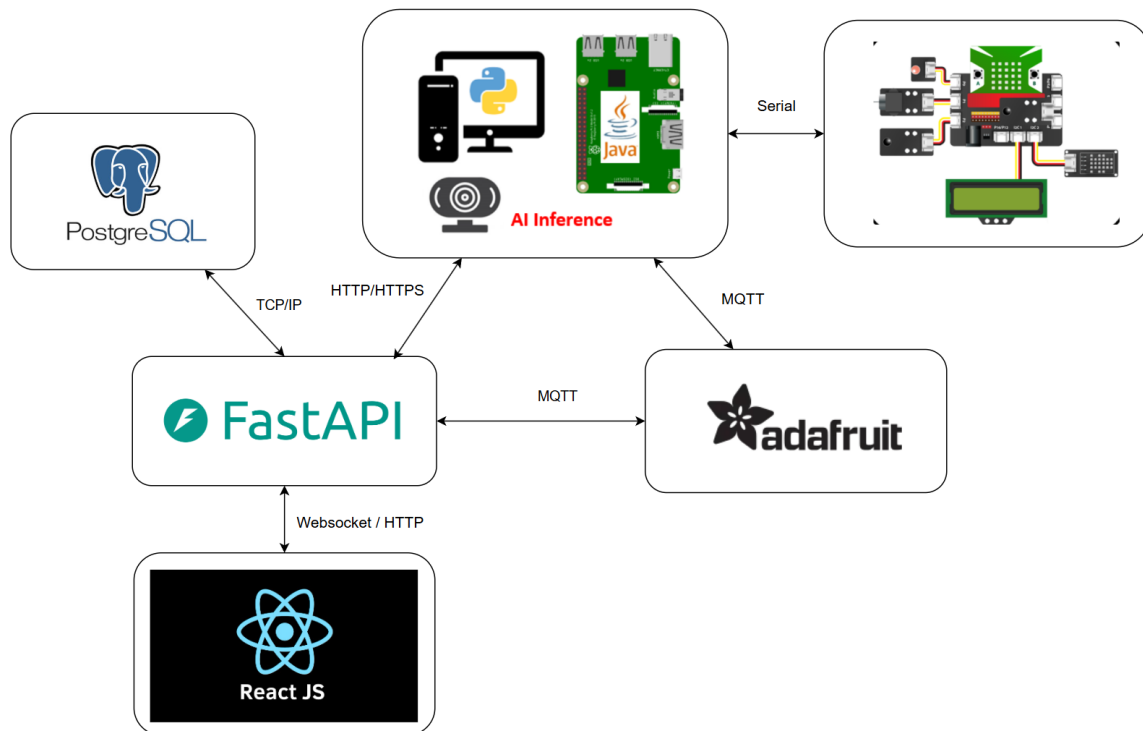 Java
AI Inference
Serial
PostgreSQL
TCP/IP
HTTP/HTTPS
MQTT
FastAPI
MQTT
adafruit
Websocket / HTTP
React JS